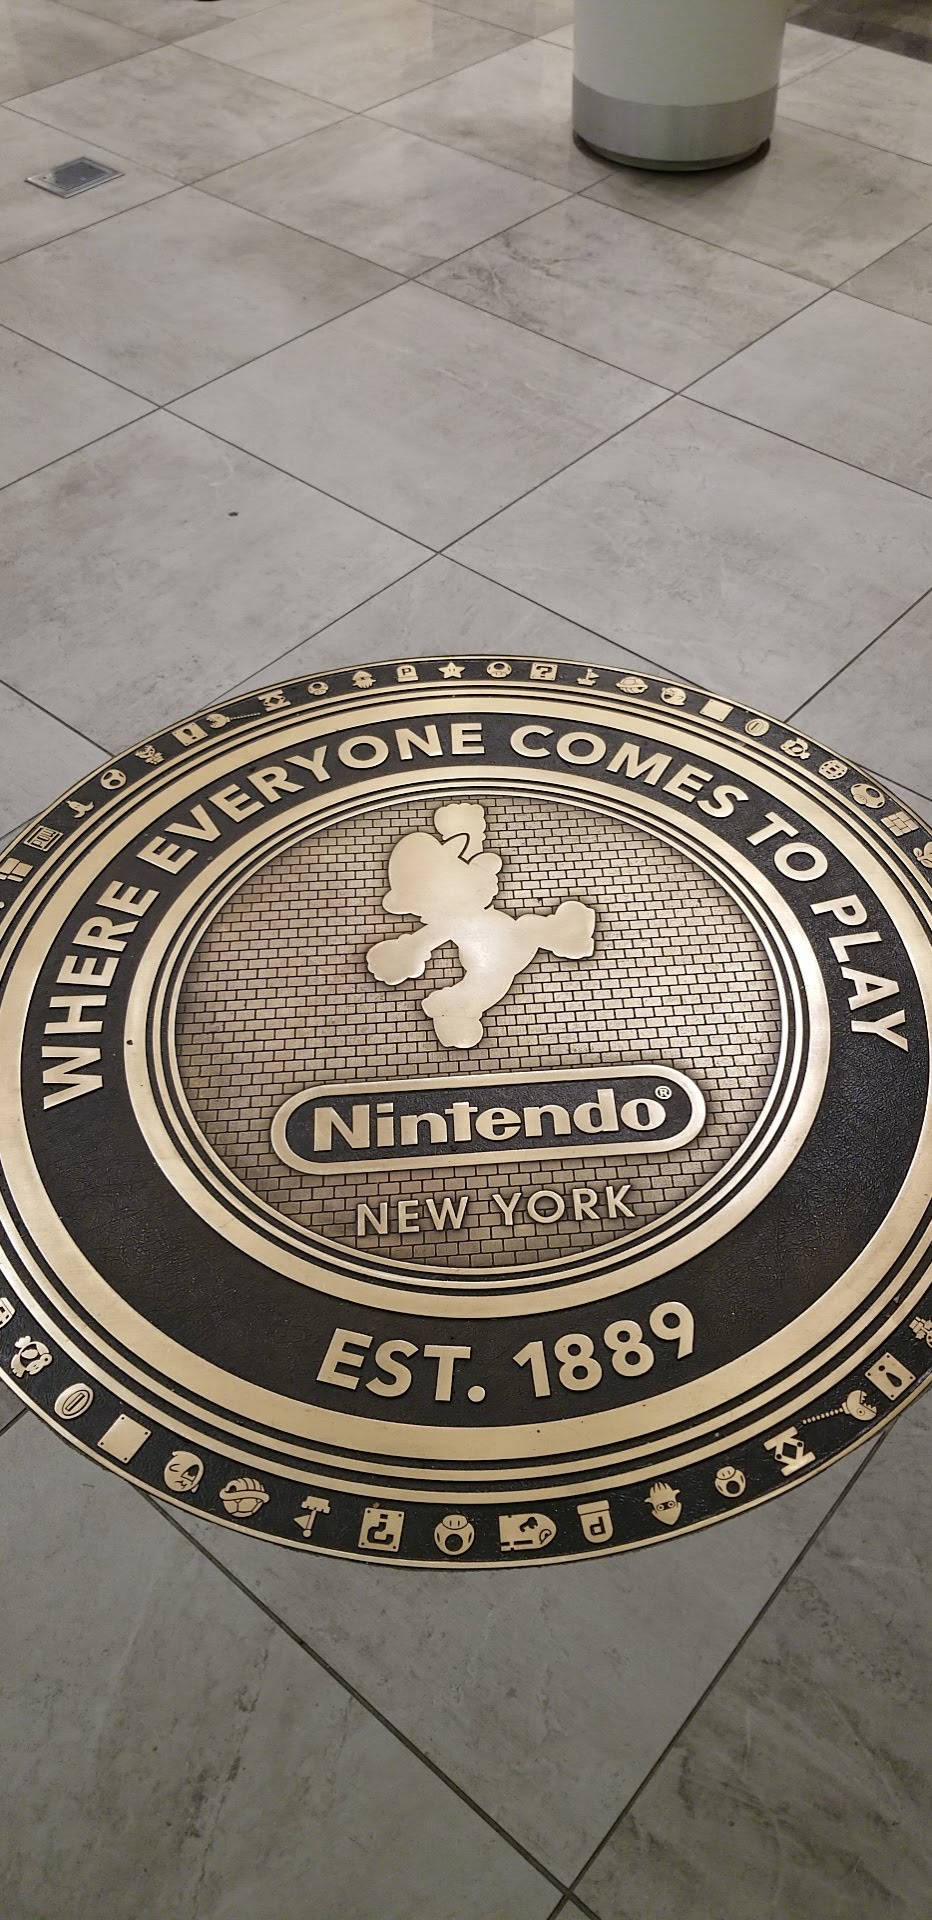 WHERE EVERYONE COMES TO PLAY
Nintendo®
NEW YORK
EST. 1889